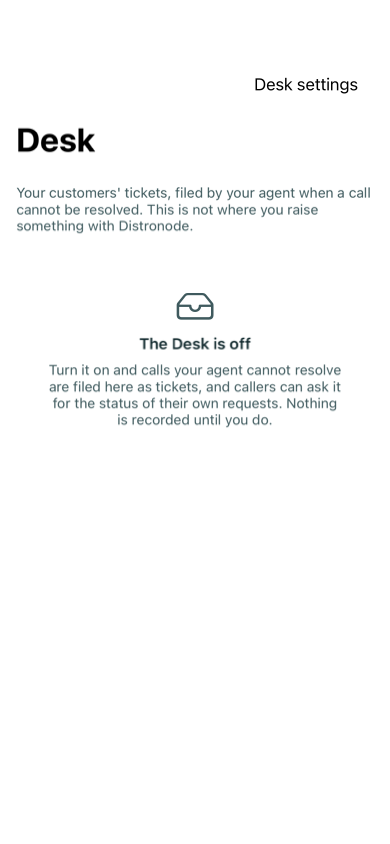 Desk settings
Desk
Your customers' tickets, filed by your agent when a call
cannot be resolved. This is not where you raise
something with Distronode.
The Desk is off
Turn it on and calls your agent cannot resolve
are filed here as tickets, and callers can ask it
for the status of their own requests. Nothing
is recorded until you do.